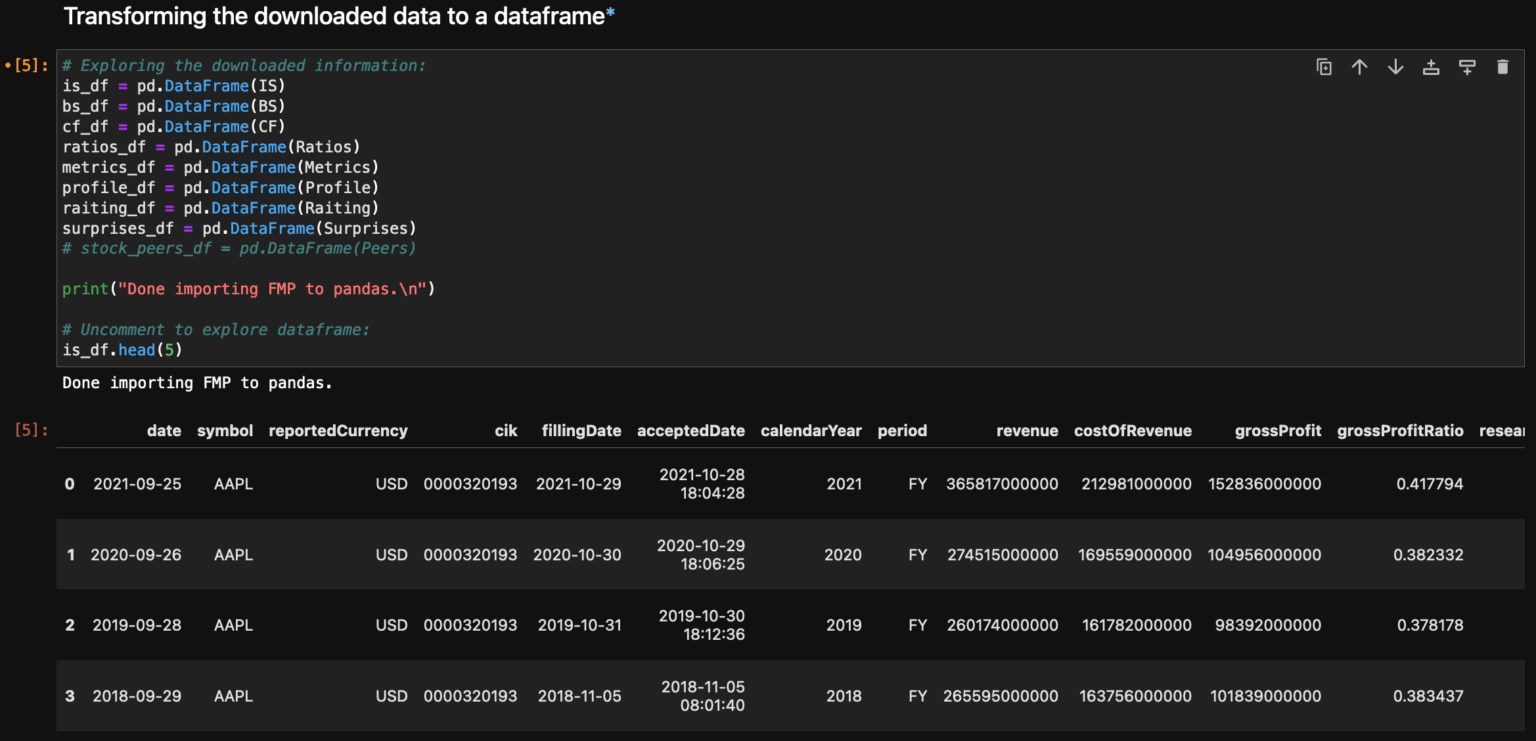 Transforming the downloaded data to a dataframe*
[5]:
# Exploring the downloaded information:
is_df = pd.DataFrame(IS)
bs_df = pd.DataFrame(BS)
cf_df = pd.DataFrame(CF)
ratios_df = pd.DataFrame(Ratios)
metrics_df = pd.DataFrame(Metrics)
profile_df = pd.DataFrame(Profile)
raiting_df = pd.DataFrame(Raiting)
surprises_df = pd.DataFrame(Surprises)
# stock_peers_df = pd.DataFrame(Peers)
print("Done importing FMP to pandas.\n")
# Uncomment to explore dataframe:
is_df.head(5)
Done importing FMP to pandas.
[5]:
date symbol reportedCurrency cik fillingDate acceptedDate calendarYear period revenue costOfRevenue grossProfit grossProfitRatio resear
0 2021-09-25 AAPL USD 0000320193 2021-10-29 2021-10-28 18:04:28 2021 FY 365817000000 212981000000 152836000000 0.417794
1 2020-09-26 AAPL USD 0000320193 2020-10-30 2020-10-29 18:06:25 2020 FY 274515000000 169559000000 104956000000 0.382332
2 2019-09-28 AAPL USD 0000320193 2019-10-31 2019-10-30 18:12:36 2019 FY 260174000000 161782000000 98392000000 0.378178
3 2018-09-29 AAPL USD 0000320193 2018-11-05 2018-11-05 08:01:40 2018 FY 265595000000 163756000000 101839000000 0.383437